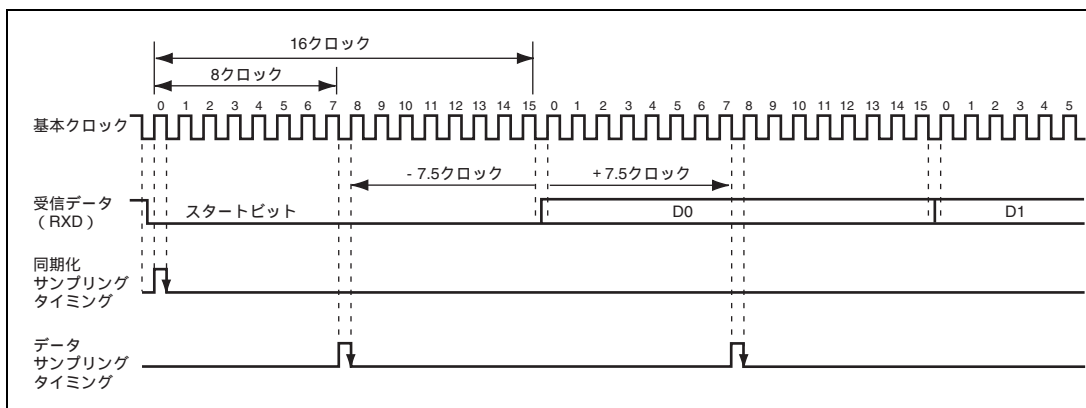 16クロック
8クロック
0 1 2 3 4 5 6 7 8 9 10 11 12 13 14 15 0 1 2 3 4 5 6 7 8 9 10 11 12 13 14 15 0 1 2 3 4 5
基本クロック
- 7.5クロック
+ 7.5クロック
受信データ
(RXD)
スタートビット
D0
D1
同期化
サンプリング
タイミング
データ
サンプリング
タイミング